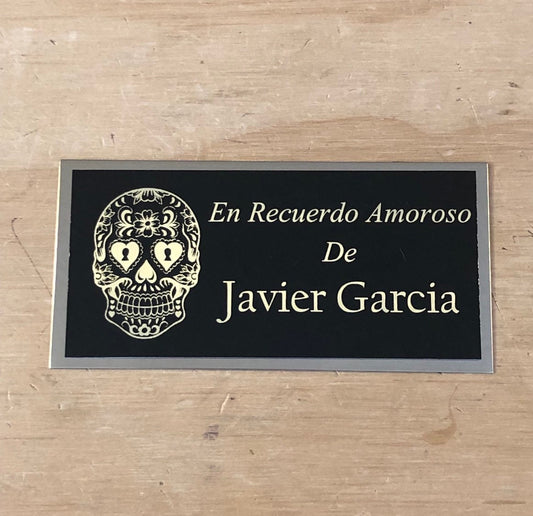 En Recuerdo Amoroso
De
Javier Garcia